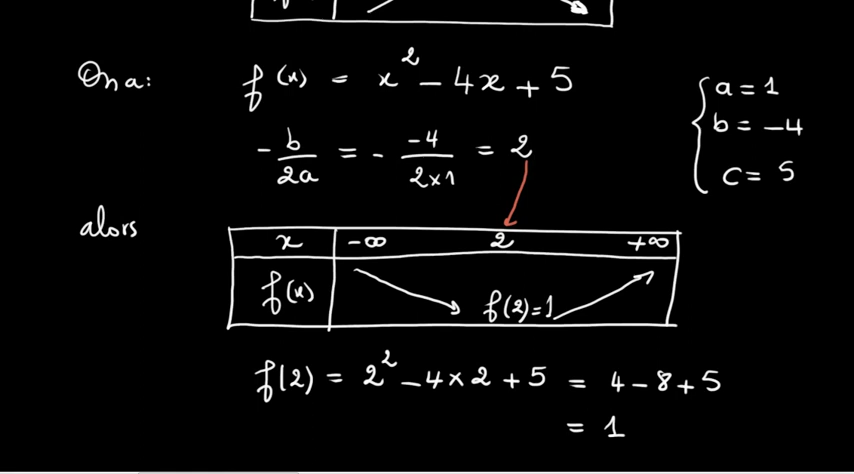 On a: f(x) = x² - 4x + 5
{ a = 1
b = -4
c = 5
-b/2a = - -4/2×1 = 2
alors
x -∞ 2 +∞
f(x) f(2)=1
f(2) = 2² - 4×2 + 5 = 4 - 8 + 5
= 1